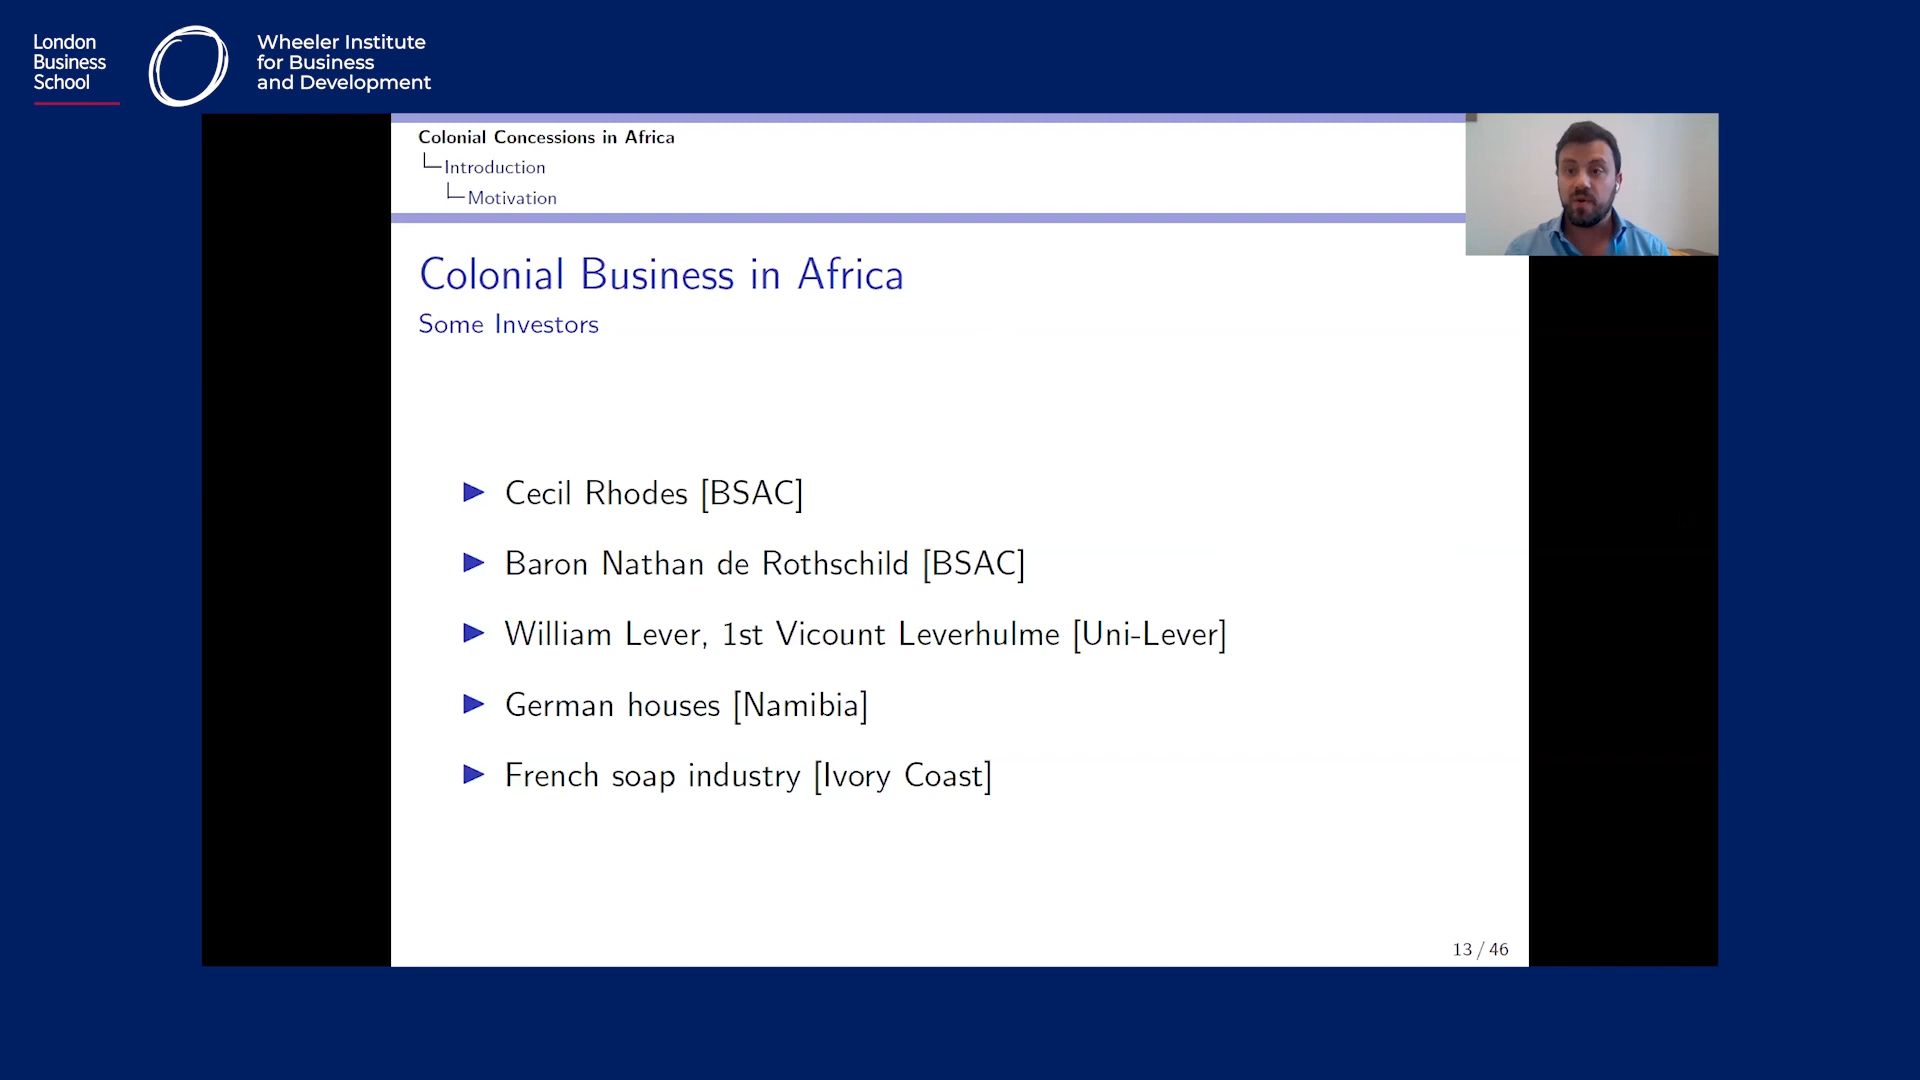 London
Business
School
Wheeler Institute
for Business
and Development
Colonial Concessions in Africa
Introduction
Motivation
Colonial Business in Africa
Some Investors
Cecil Rhodes [BSAC]
Baron Nathan de Rothschild [BSAC]
William Lever, 1st Vicount Leverhulme [Uni-Lever]
German houses [Namibia]
French soap industry [Ivory Coast]
13 / 46